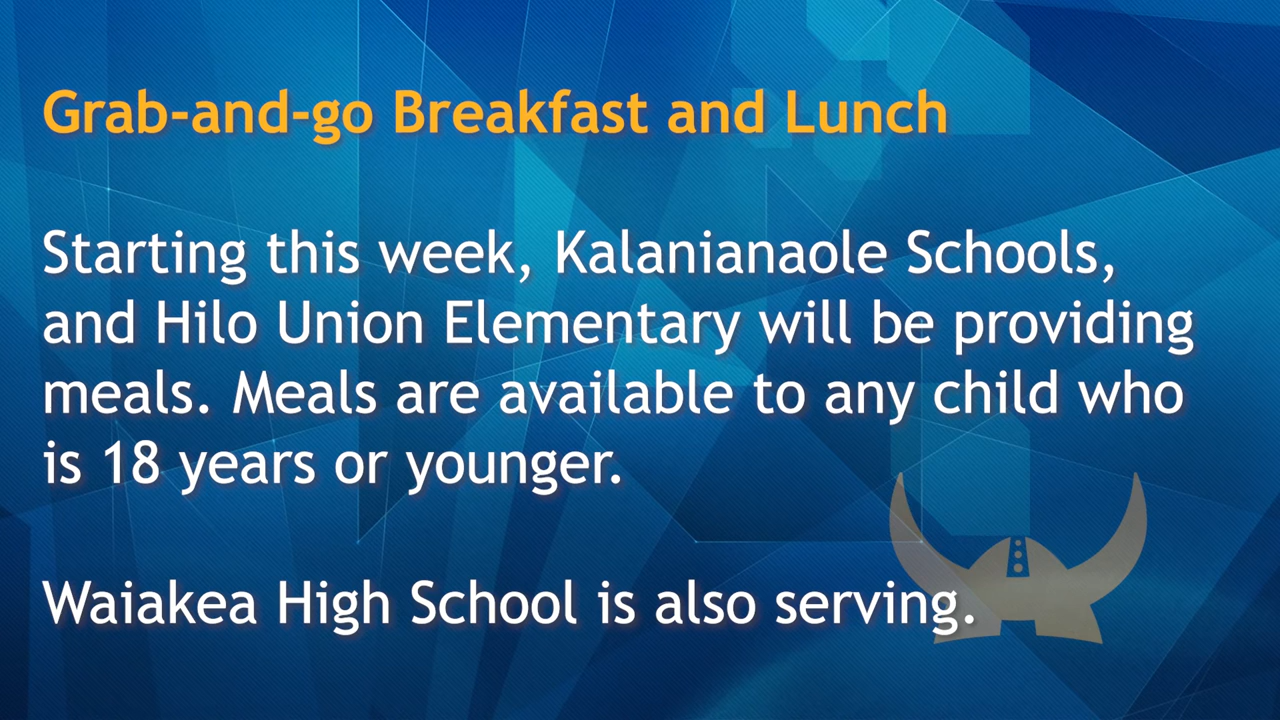 Grab-and-go Breakfast and Lunch
Starting this week, Kalanianaole Schools,
and Hilo Union Elementary will be providing
meals. Meals are available to any child who
is 18 years or younger.
Waiakea High School is also serving.